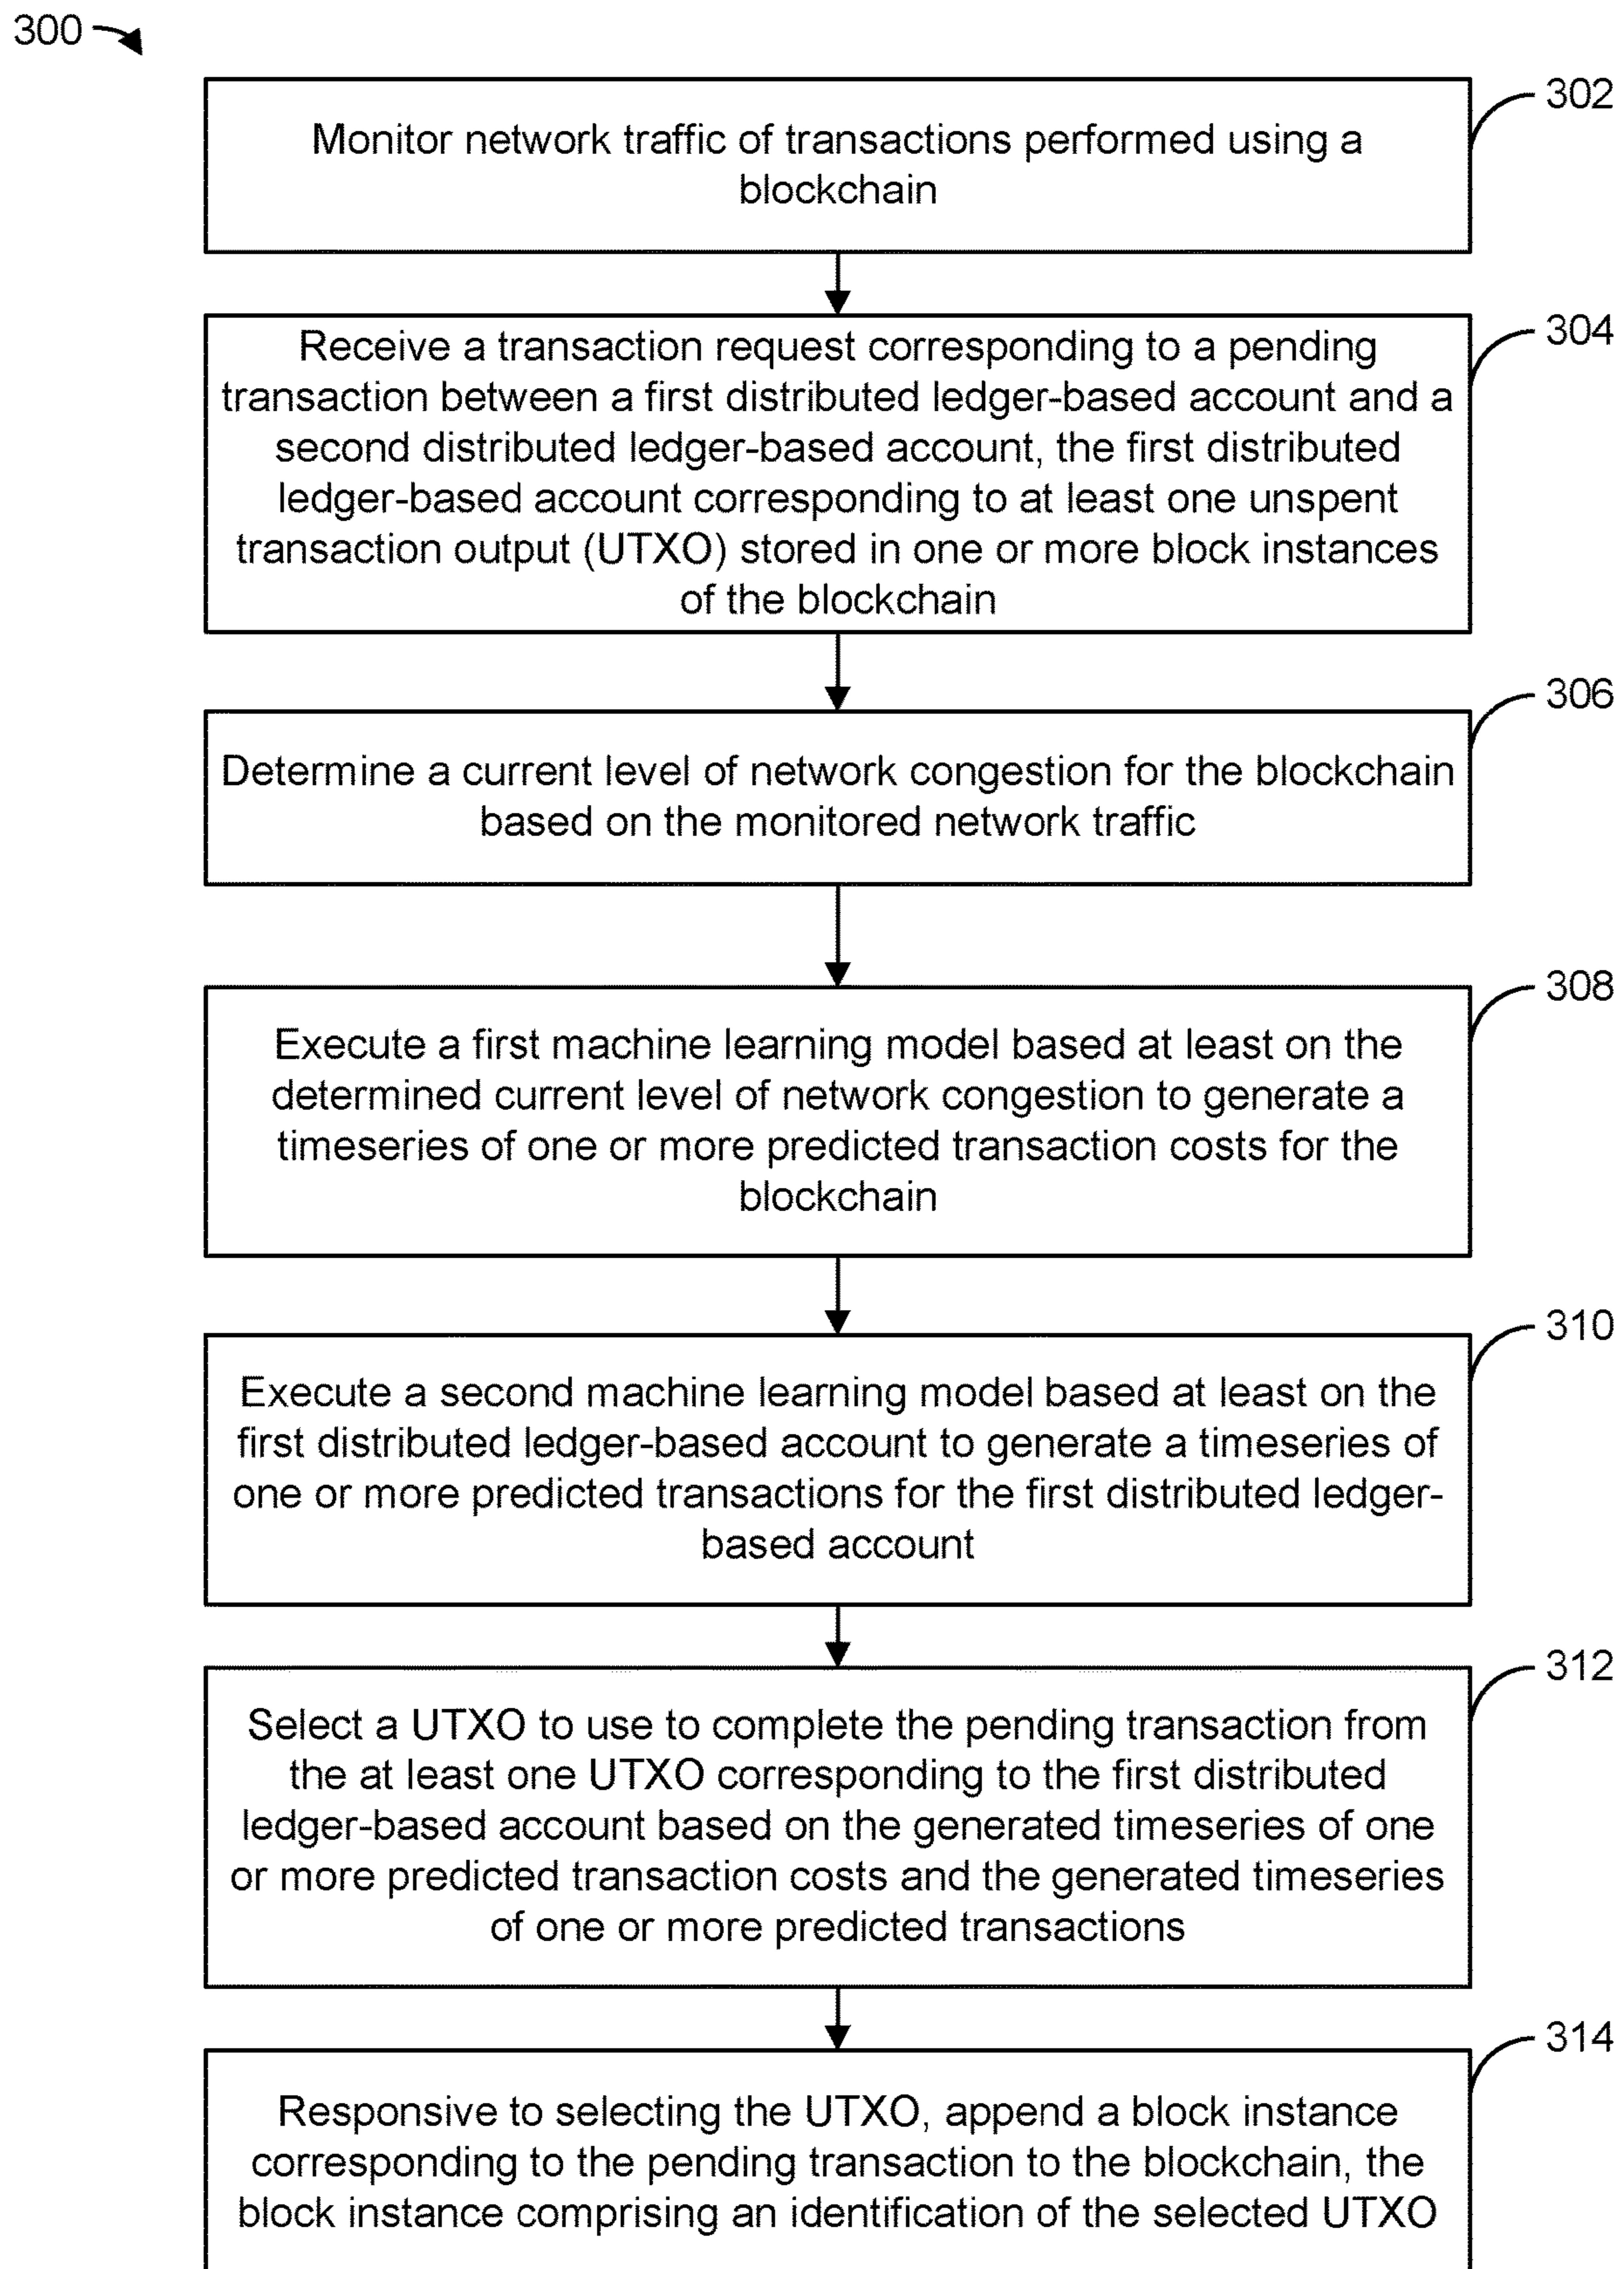 300
302
Monitor network traffic of transactions performed using a
blockchain
304
Receive a transaction request corresponding to a pending
transaction between a first distributed ledger-based account and a
second distributed ledger-based account, the first distributed
ledger-based account corresponding to at least one unspent
transaction output (UTXO) stored in one or more block instances
of the blockchain
306
Determine a current level of network congestion for the blockchain
based on the monitored network traffic
308
Execute a first machine learning model based at least on the
determined current level of network congestion to generate a
timeseries of one or more predicted transaction costs for the
blockchain
310
Execute a second machine learning model based at least on the
first distributed ledger-based account to generate a timeseries of
one or more predicted transactions for the first distributed ledger-
based account
312
Select a UTXO to use to complete the pending transaction from
the at least one UTXO corresponding to the first distributed
ledger-based account based on the generated timeseries of one
or more predicted transaction costs and the generated timeseries
of one or more predicted transactions
314
Responsive to selecting the UTXO, append a block instance
corresponding to the pending transaction to the blockchain, the
block instance comprising an identification of the selected UTXO